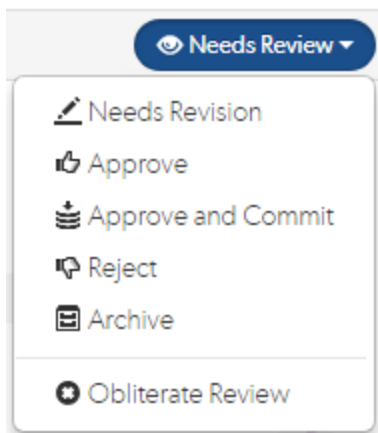 Needs Review
Needs Revision
Approve
Approve and Commit
Reject
Archive
Obliterate Review